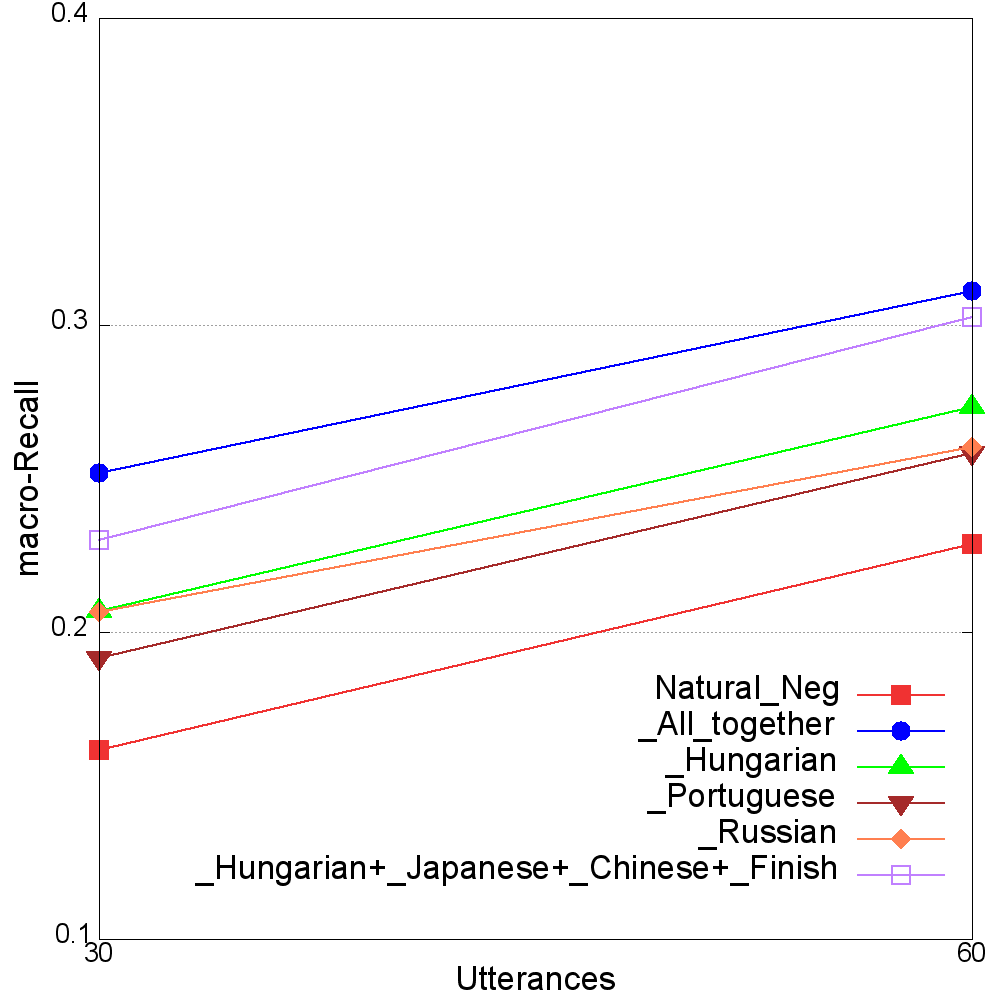 0.4
0.3
0.2
0.1
macro-Recall
30
60
Utterances
Natural_Neg
_All_together
_Hungarian
_Portuguese
_Russian
_Hungarian+_Japanese+_Chinese+_Finish